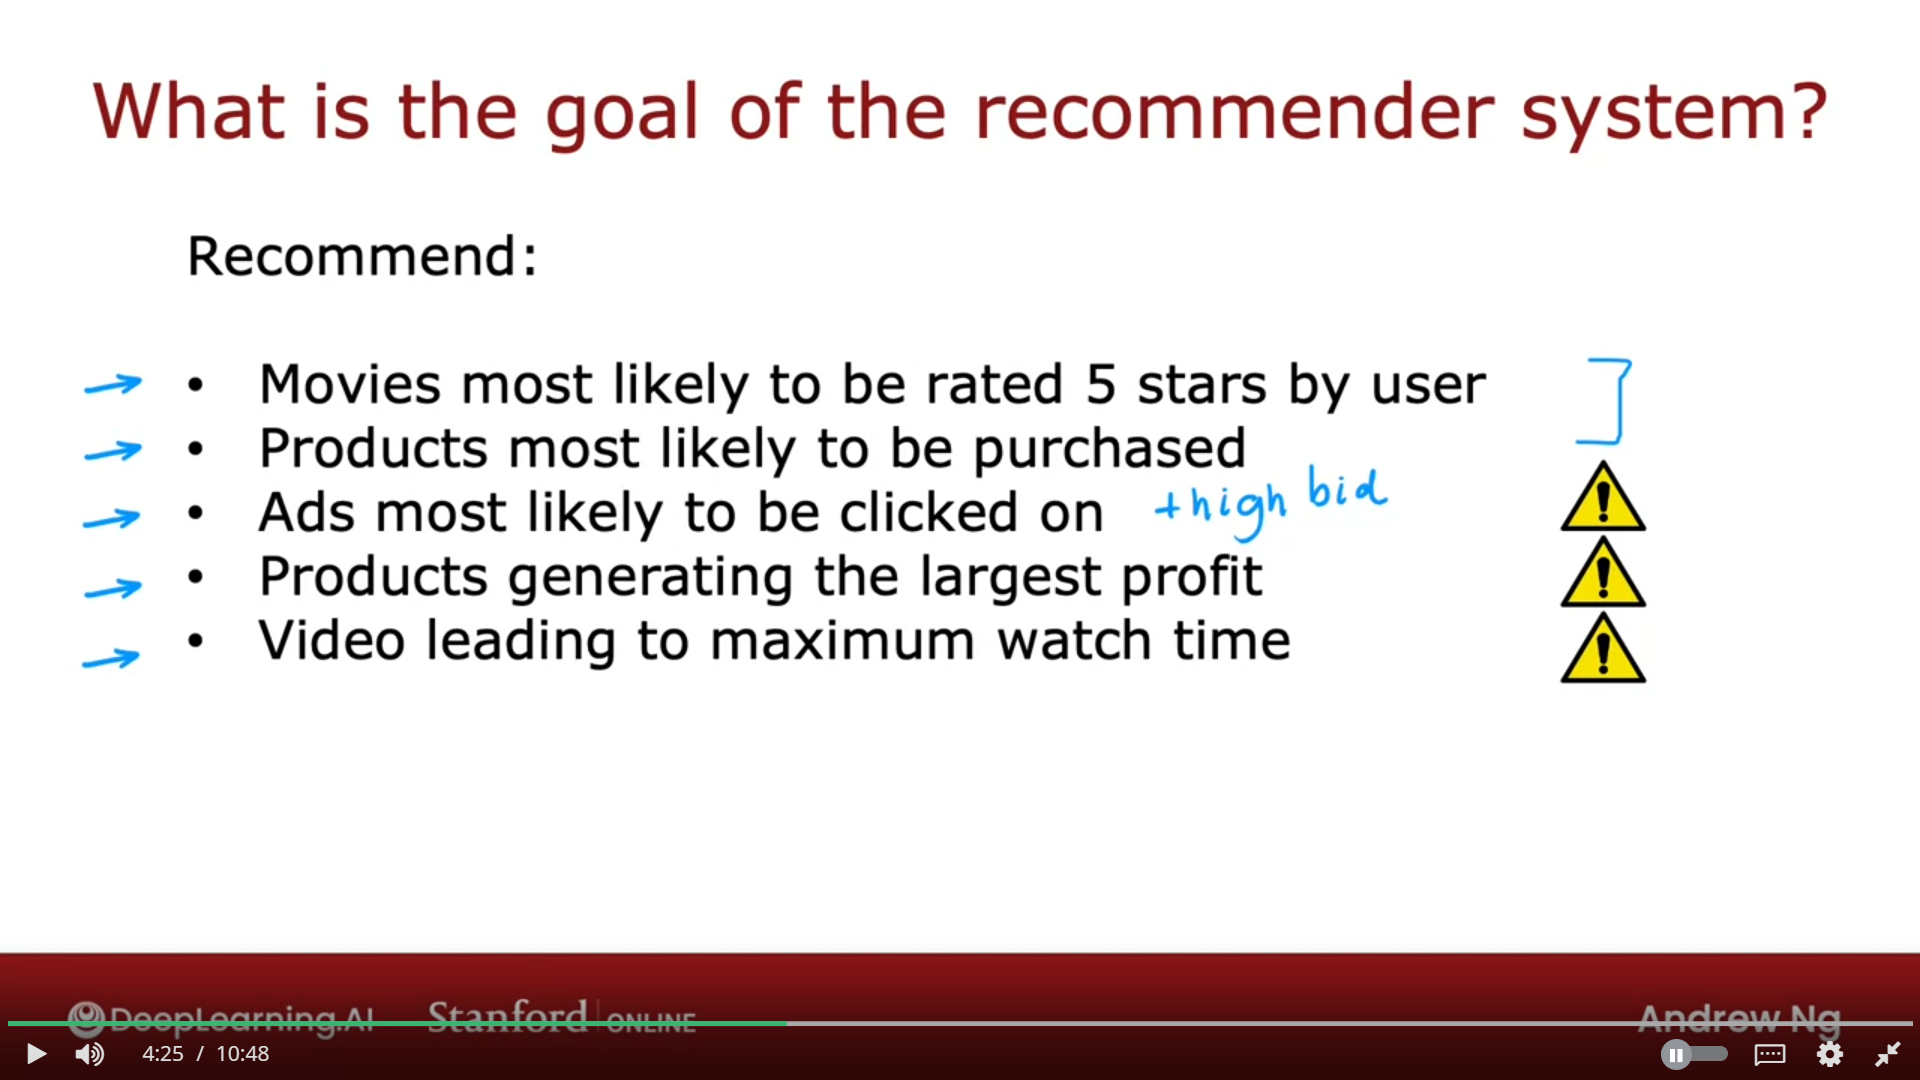 What is the goal of the recommender system?
Recommend:
• Movies most likely to be rated 5 stars by user
• Products most likely to be purchased
• Ads most likely to be clicked on +high bid
• Products generating the largest profit
• Video leading to maximum watch time
DeepLearning.AI Stanford ONLINE Andrew Ng
4:25 / 10:48